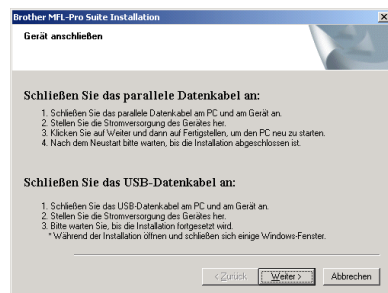 Brother MFL-Pro Suite Installation
Gerät anschließen
Schließen Sie das parallele Datenkabel an:
1. Schließen Sie das parallele Datenkabel am PC und am Gerät an.
2. Stellen Sie die Stromversorgung des Gerätes her.
3. Klicken Sie auf Weiter und dann auf Fertigstellen, um den PC neu zu starten.
4. Nach dem Neustart bitte warten, bis die Installation abgeschlossen ist.
Schließen Sie das USB-Datenkabel an:
1. Schließen Sie das USB-Datenkabel am PC und am Gerät an.
2. Stellen Sie die Stromversorgung des Gerätes her.
3. Bitte warten Sie, bis die Installation fortgesetzt wird.
* Während der Installation öffnen und schließen sich einige Windows-Fenster.
< Zurück Weiter > Abbrechen